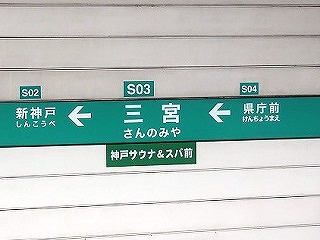 S02
新神戸
しんこうべ
←
S03
三宮
さんのみや
←
S04
県庁前
けんちょうまえ
神戸サウナ&スパ前